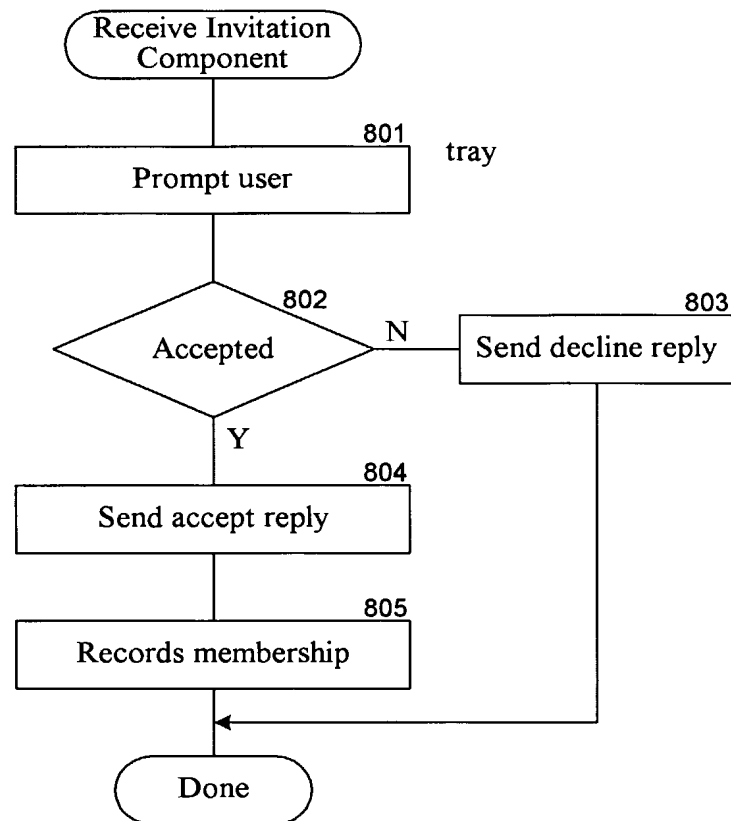 Receive Invitation
Component
801
tray
Prompt user
802
Accepted
N
803
Send decline reply
Y
804
Send accept reply
805
Records membership
Done